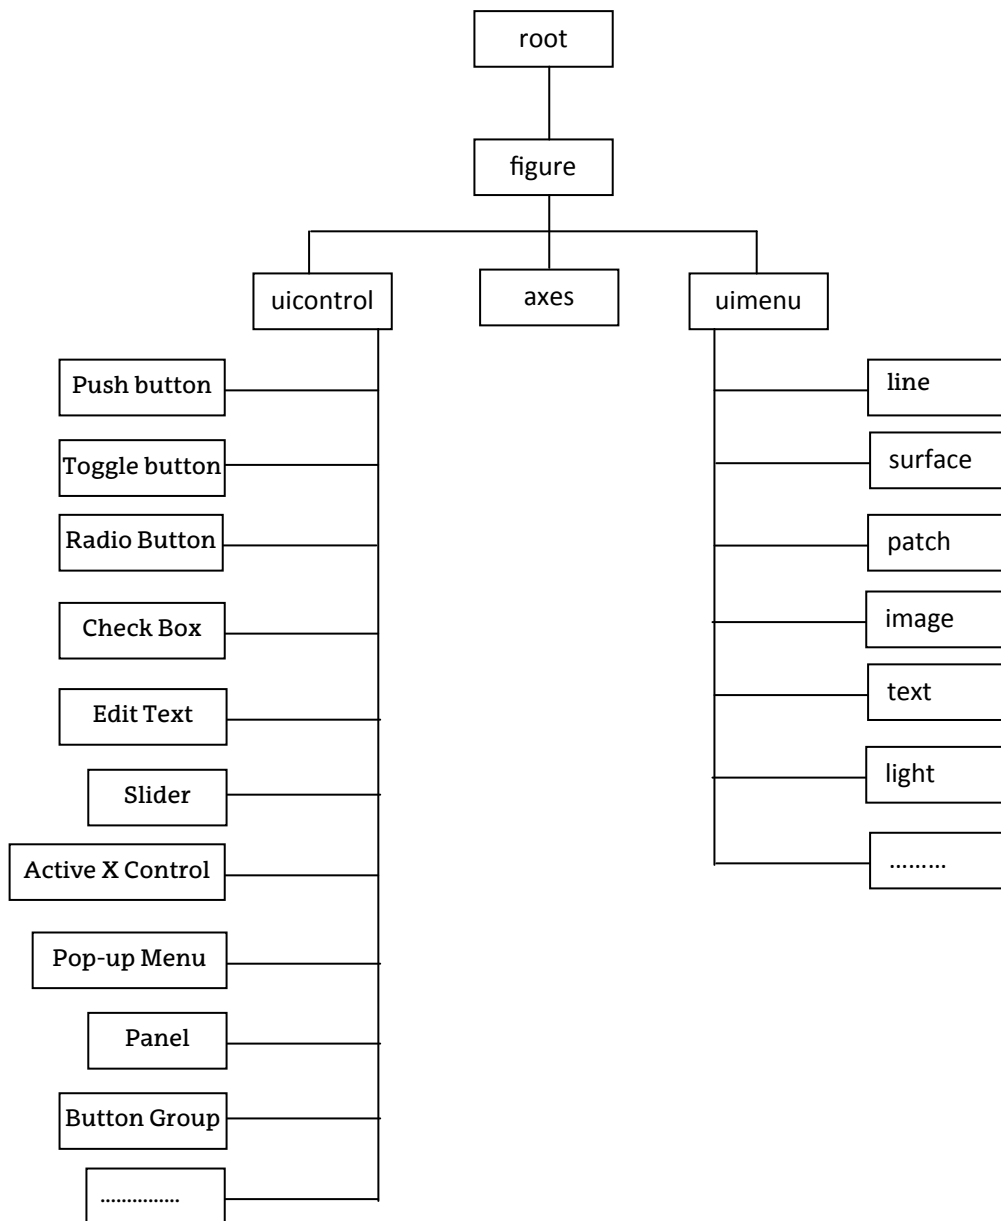 root
figure
uicontrol
axes
uimenu
Push button
Toggle button
Radio Button
Check Box
Edit Text
Slider
Active X Control
Pop-up Menu
Panel
Button Group
...............
line
surface
patch
image
text
light
.........